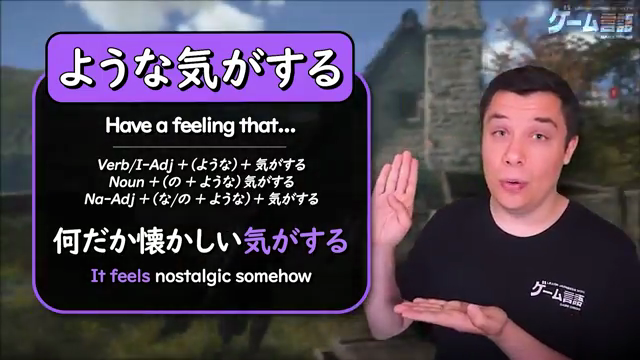 ような気がする
Have a feeling that...
Verb/I-Adj +（ような）+ 気がする
Noun +（の + ような）気がする
Na-Adj +（な/の + ような）+ 気がする
何だか懐かしい気がする
It feels nostalgic somehow
ゲーム言語
ゲーム言語